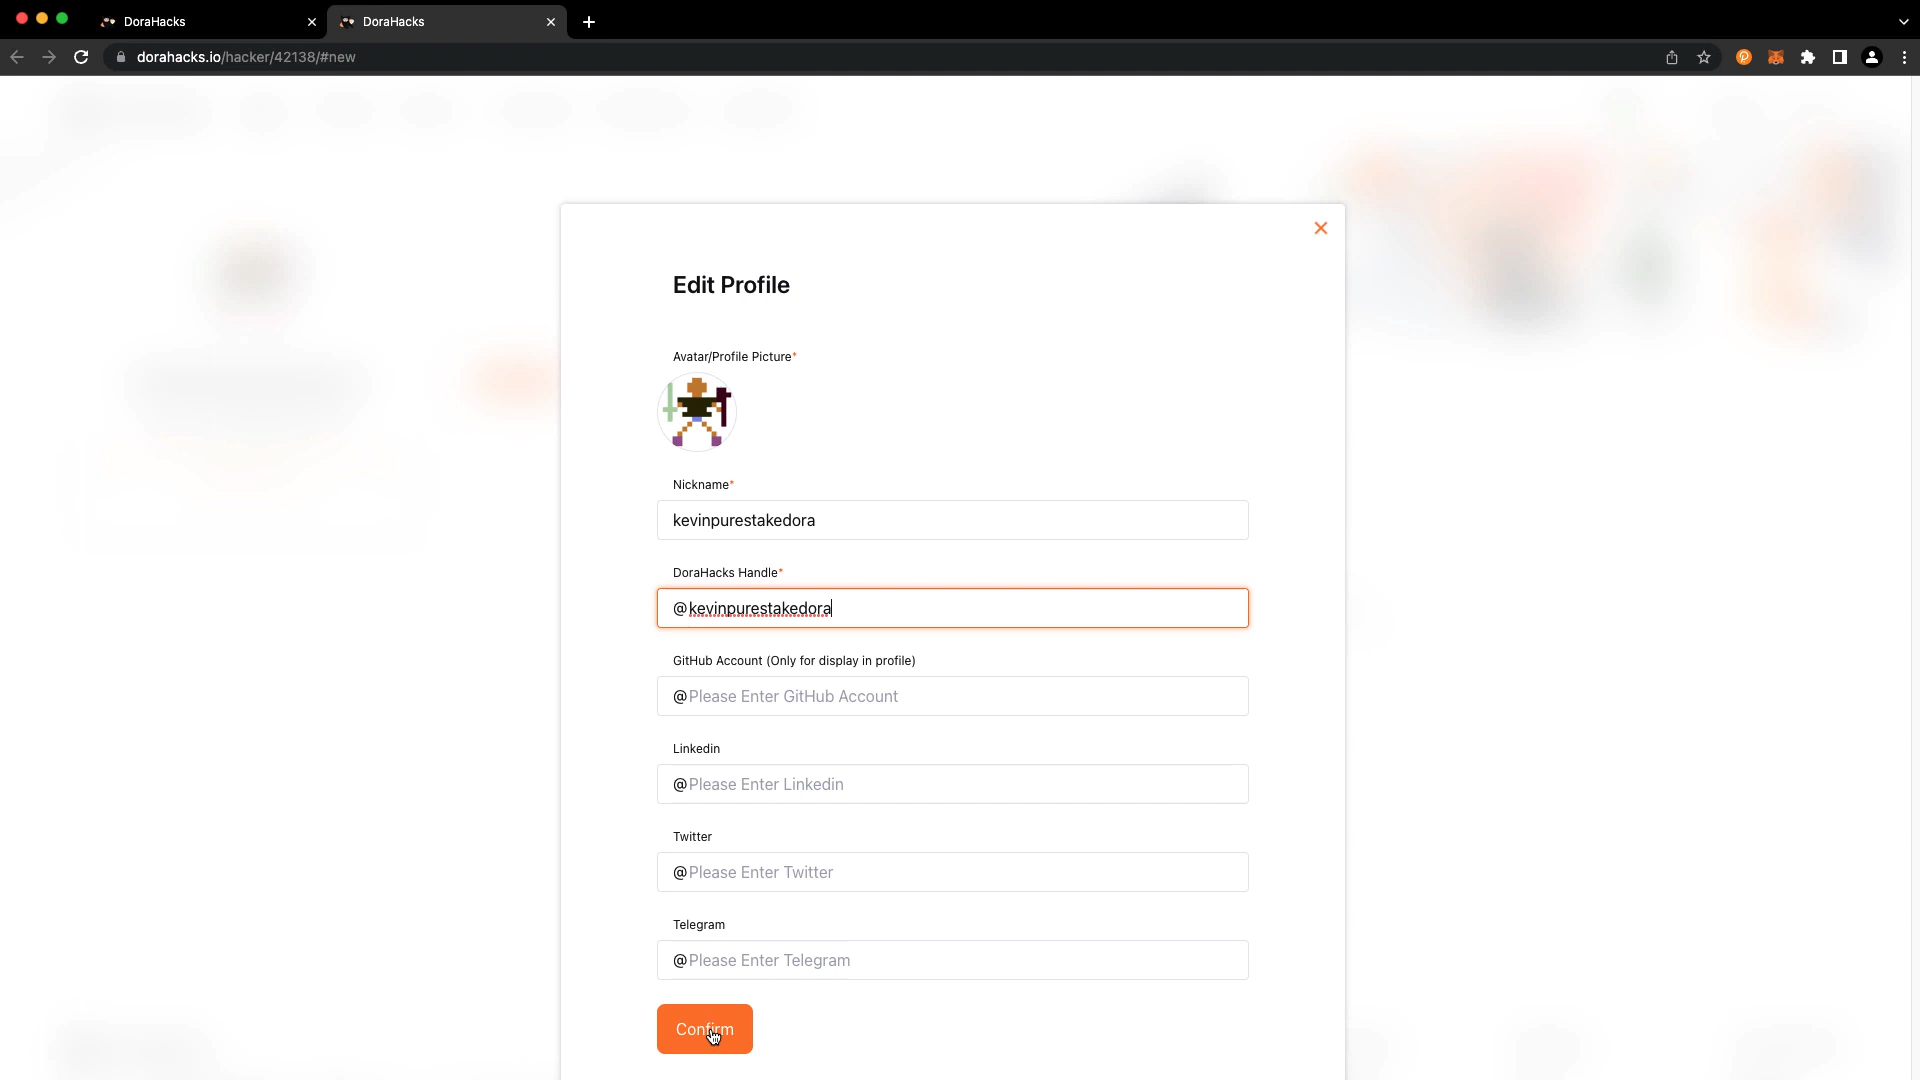 DoraHacks
DoraHacks
dorahacks.io/hacker/42138/#new
Edit Profile
Avatar/Profile Picture*
Nickname*
kevinpurestakedora
DoraHacks Handle*
@kevinpurestakedora
GitHub Account (Only for display in profile)
@Please Enter GitHub Account
Linkedin
@Please Enter Linkedin
Twitter
@Please Enter Twitter
Telegram
@Please Enter Telegram
Confirm